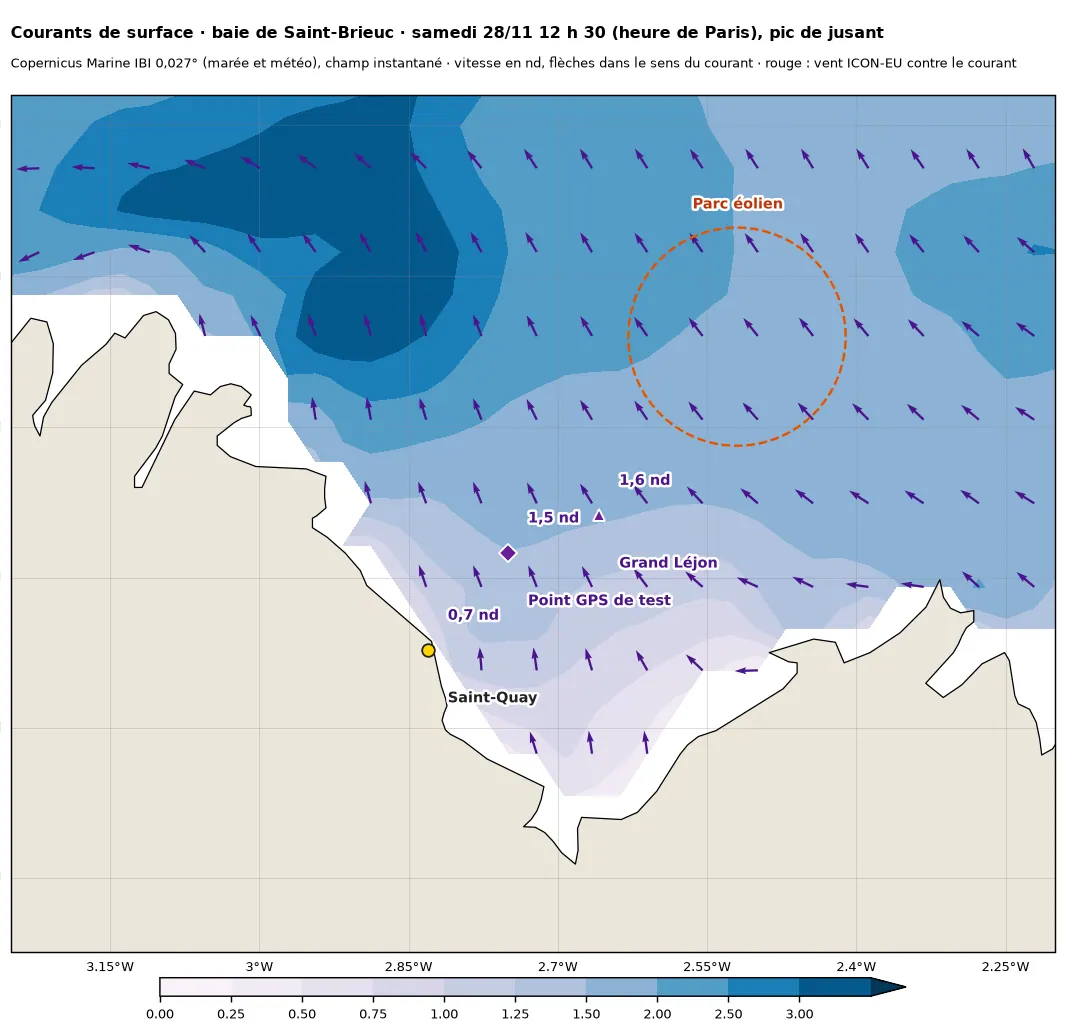 Courants de surface · baie de Saint-Brieuc · samedi 28/11 12 h 30 (heure de Paris), pic de jusant
Copernicus Marine IBI 0,027° (marée et météo), champ instantané · vitesse en nd, flèches dans le sens du courant · rouge : vent ICON-EU contre le courant
Parc éolien
1,6 nd
1,5 nd
Grand Léjon
Point GPS de test
0,7 nd
Saint-Quay
3.15°W 3°W 2.85°W 2.7°W 2.55°W 2.4°W 2.25°W
0.00 0.25 0.50 0.75 1.00 1.25 1.50 2.00 2.50 3.00